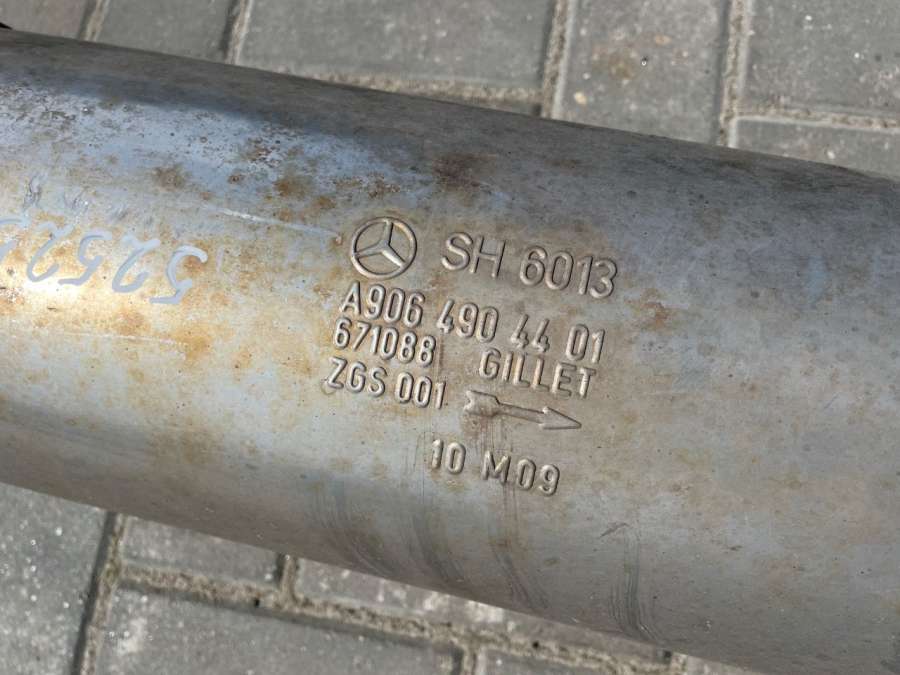 SH 6013
A906 490 44 01
671088 GILLET
ZGS 001
10 M09